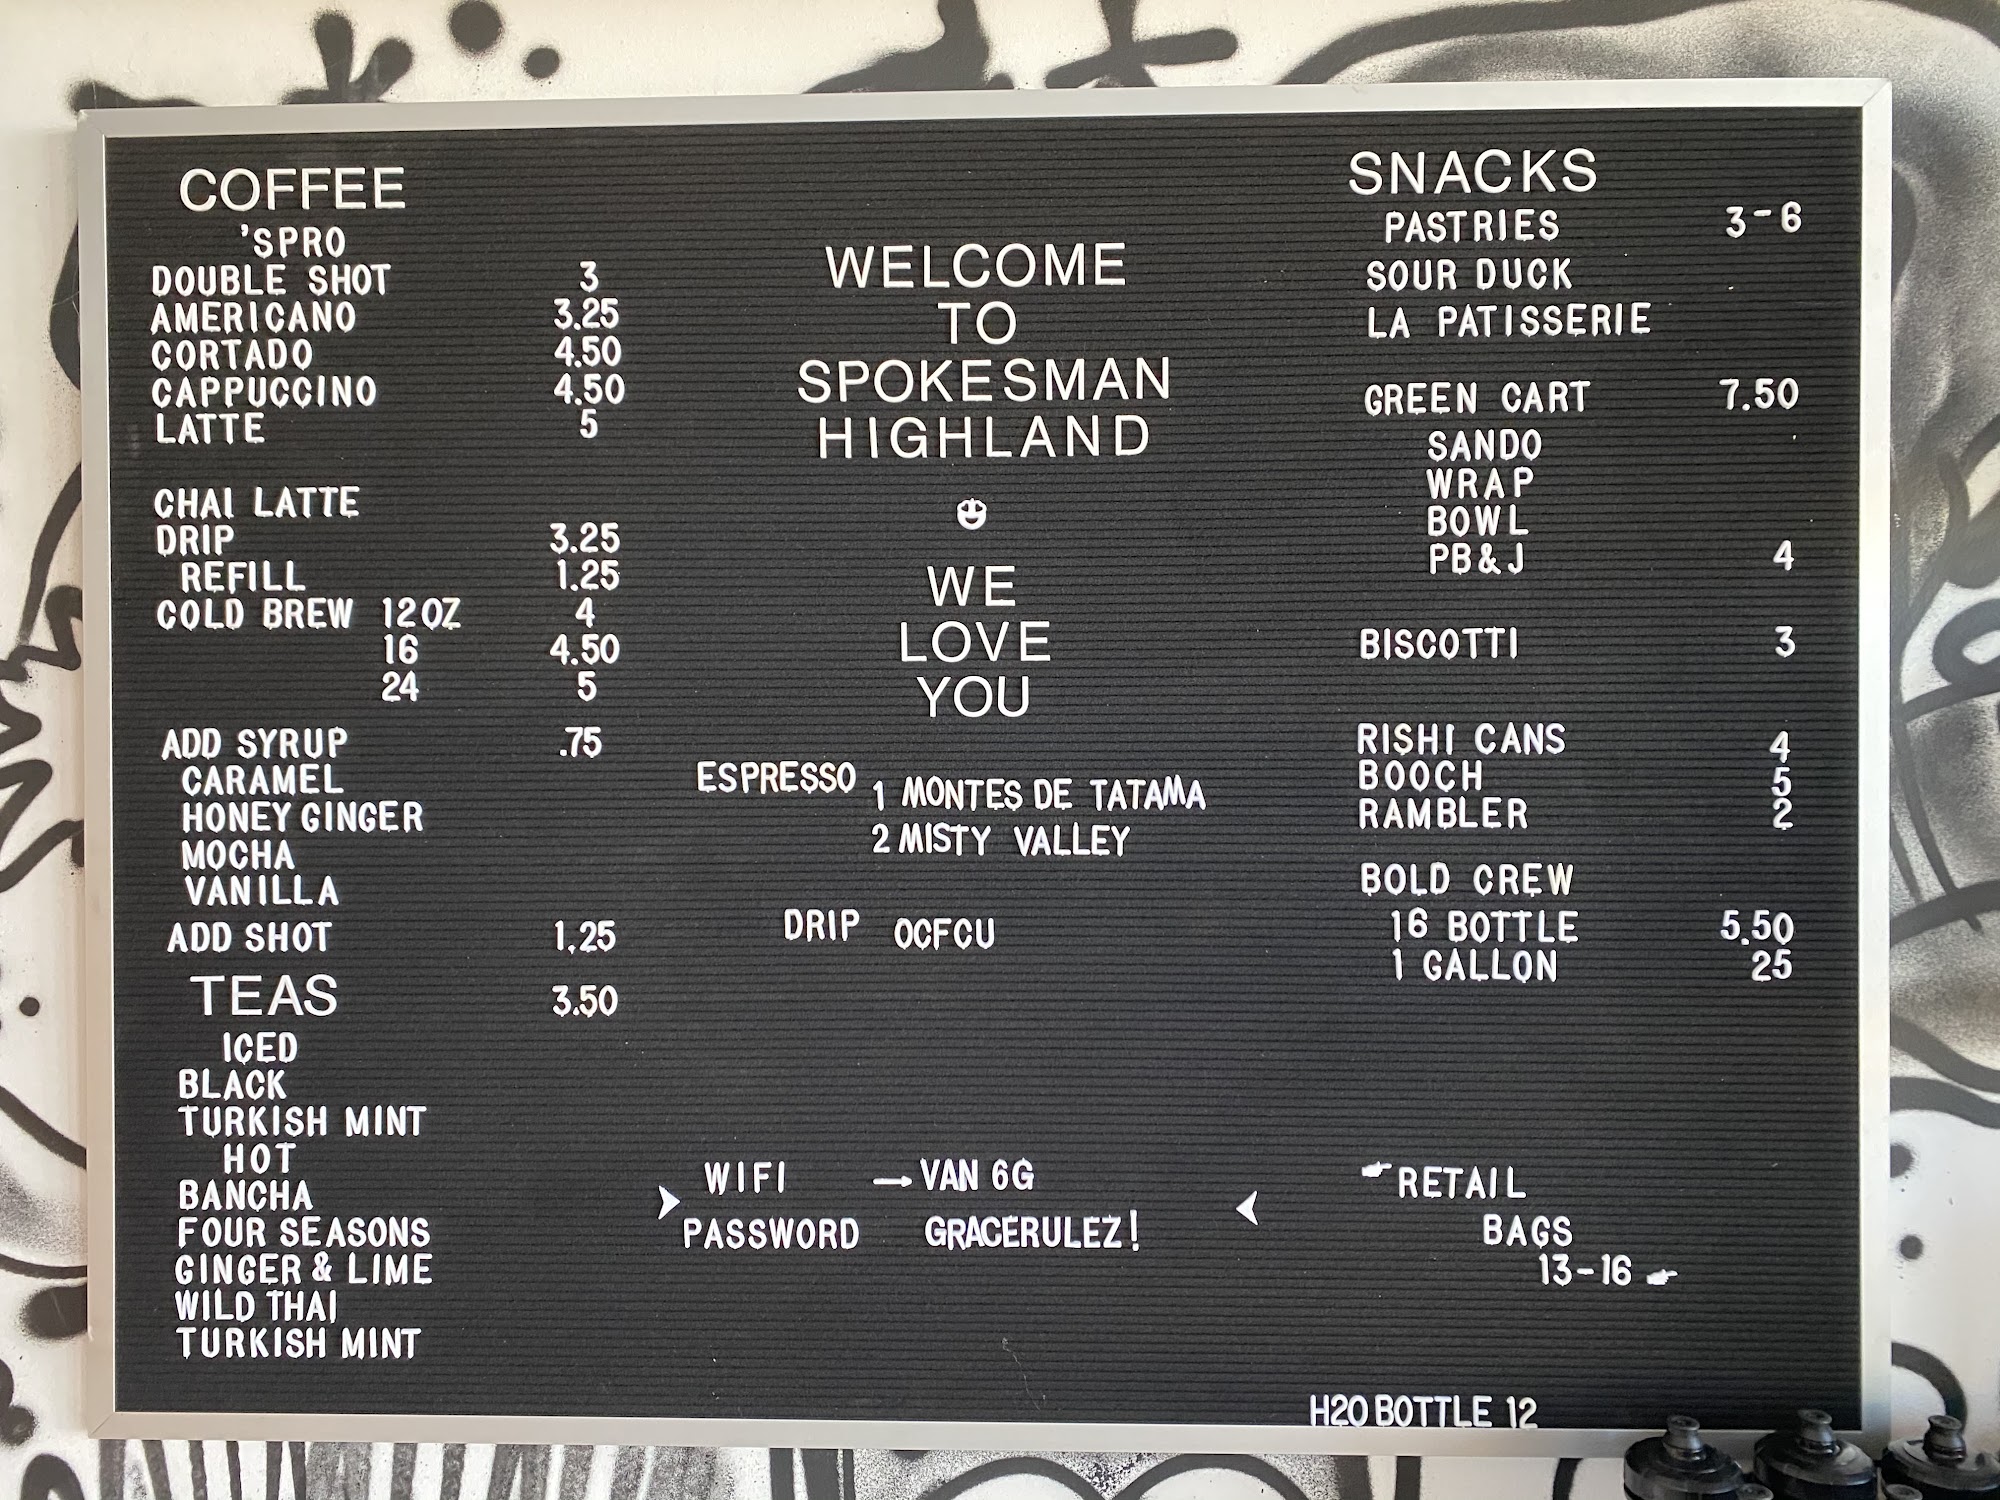 COFFEE
'SPRO
DOUBLE SHOT 3
AMERICANO 3.25
CORTADO 4.50
CAPPUCCINO 4.50
LATTE 5
CHAI LATTE
DRIP 3.25
REFILL 1.25
COLD BREW 12OZ 4
16 4.50
24 5
ADD SYRUP .75
CARAMEL
HONEY GINGER
MOCHA
VANILLA
ADD SHOT 1.25
TEAS 3.50
ICED
BLACK
TURKISH MINT
HOT
BANCHA
FOUR SEASONS
GINGER & LIME
WILD THAI
TURKISH MINT
WELCOME
TO
SPOKESMAN
HIGHLAND
WE
LOVE
YOU
ESPRESSO 1 MONTES DE TATAMA
2 MISTY VALLEY
DRIP OCFCU
WIFI → VAN 6G
PASSWORD GRACERULEZ!
SNACKS
PASTRIES 3-6
SOUR DUCK
LA PATISSERIE
GREEN CART 7.50
SANDO
WRAP
BOWL
PB&J 4
BISCOTTI 3
RISHI CANS 4
BOOCH 5
RAMBLER 2
BOLD CREW
16 BOTTLE 5.50
1 GALLON 25
RETAIL
BAGS
13-16
H2O BOTTLE 12